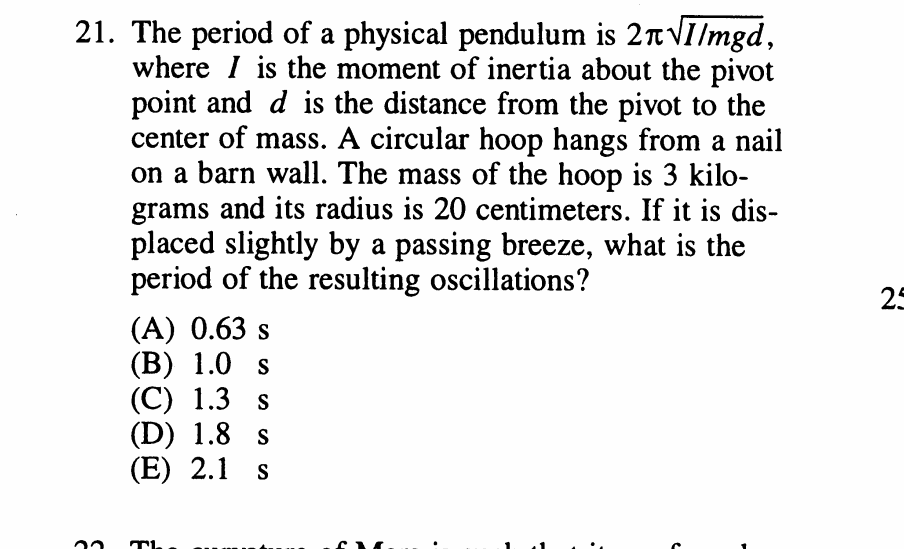 21. The period of a physical pendulum is 2π√I/mgd,
where I is the moment of inertia about the pivot
point and d is the distance from the pivot to the
center of mass. A circular hoop hangs from a nail
on a barn wall. The mass of the hoop is 3 kilo-
grams and its radius is 20 centimeters. If it is dis-
placed slightly by a passing breeze, what is the
period of the resulting oscillations?
(A) 0.63 s
(B) 1.0 s
(C) 1.3 s
(D) 1.8 s
(E) 2.1 s